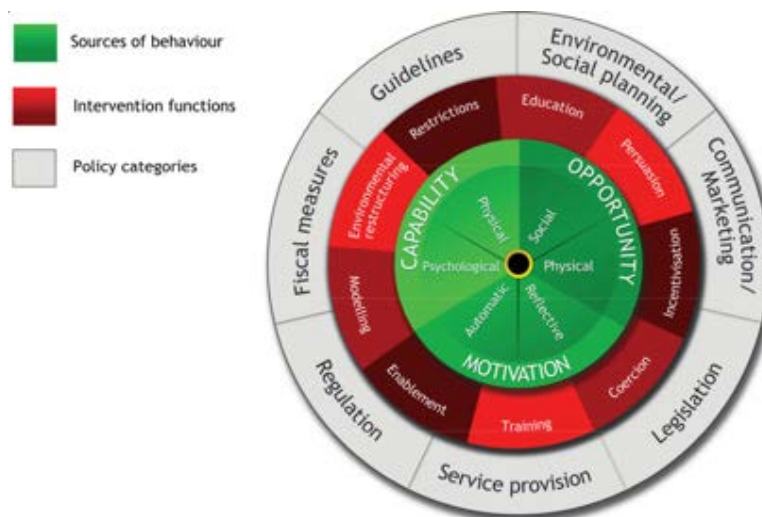 Sources of behaviour
Intervention functions
Policy categories
Guidelines
Environmental/
Social planning
Communication/
Marketing
Legislation
Service provision
Regulation
Fiscal measures
Restrictions
Education
Persuasion
Incentivisation
Coercion
Training
Enablement
Modelling
Environmental
restructuring
CAPABILITY
OPPORTUNITY
MOTIVATION
Physical
Social
Physical
Reflective
Automatic
Psychological